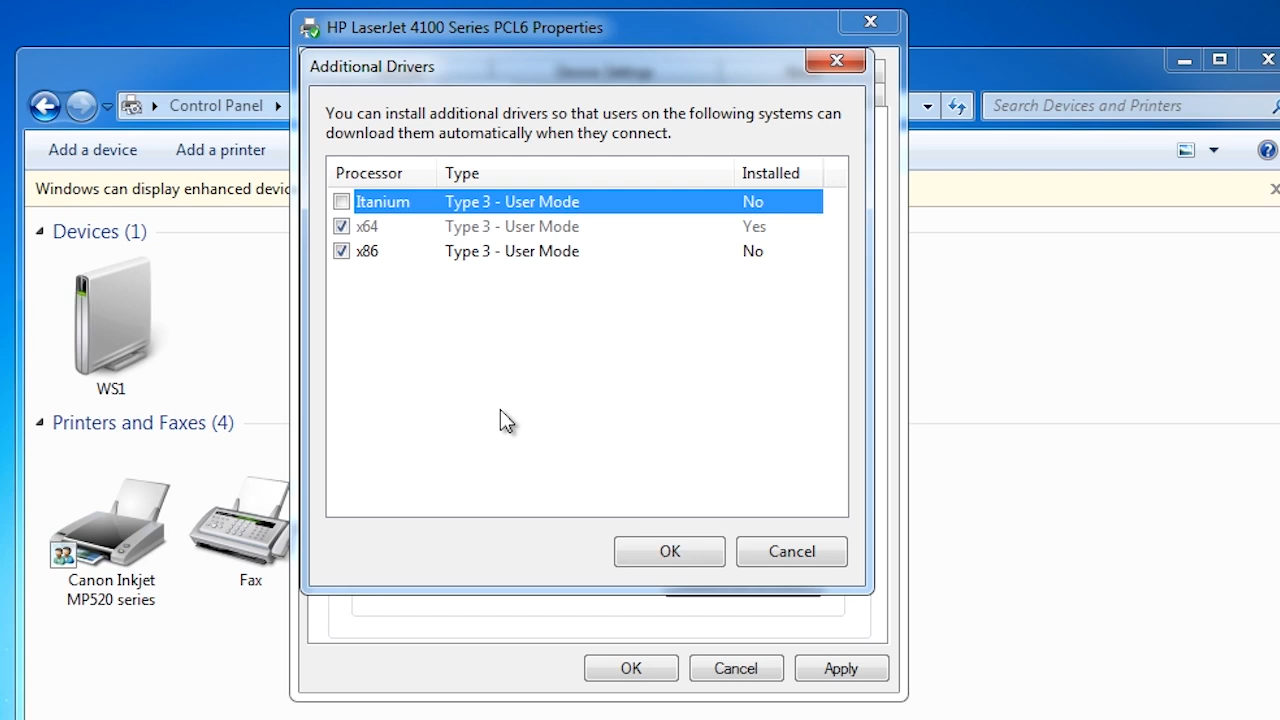 HP LaserJet 4100 Series PCL6 Properties
Additional Drivers
Control Panel
Search Devices and Printers
You can install additional drivers so that users on the following systems can
download them automatically when they connect.
Add a device Add a printer
Processor Type Installed
Windows can display enhanced
Itanium Type 3 - User Mode No
x64 Type 3 - User Mode Yes
x86 Type 3 - User Mode No
Devices (1)
WS1
Printers and Faxes (4)
Canon Inkjet
MP520 series
Fax
OK Cancel
OK Cancel Apply